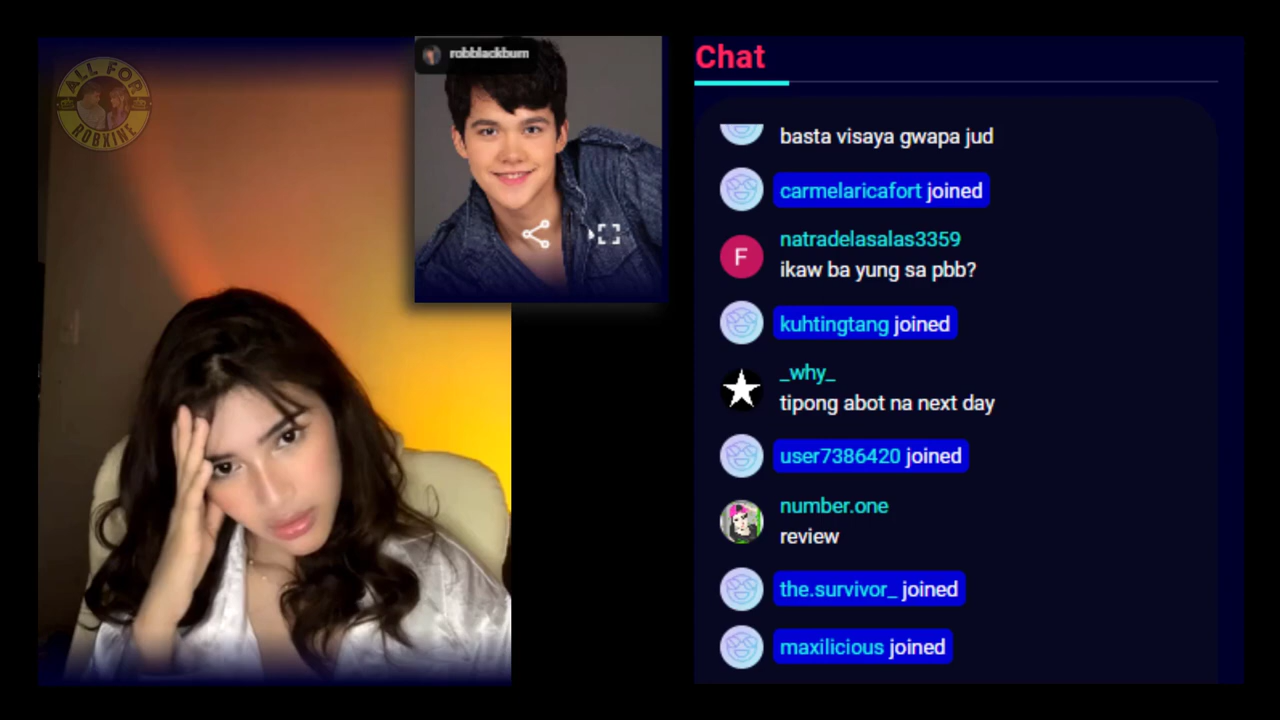 ALL FOR
ROBXINE
robblackburn
Chat
basta visaya gwapa jud
carmelaricafort joined
F
natradelasalas3359
ikaw ba yung sa pbb?
kuhtingtang joined
_why_
tipong abot na next day
user7386420 joined
number.one
review
the.survivor_ joined
maxilicious joined